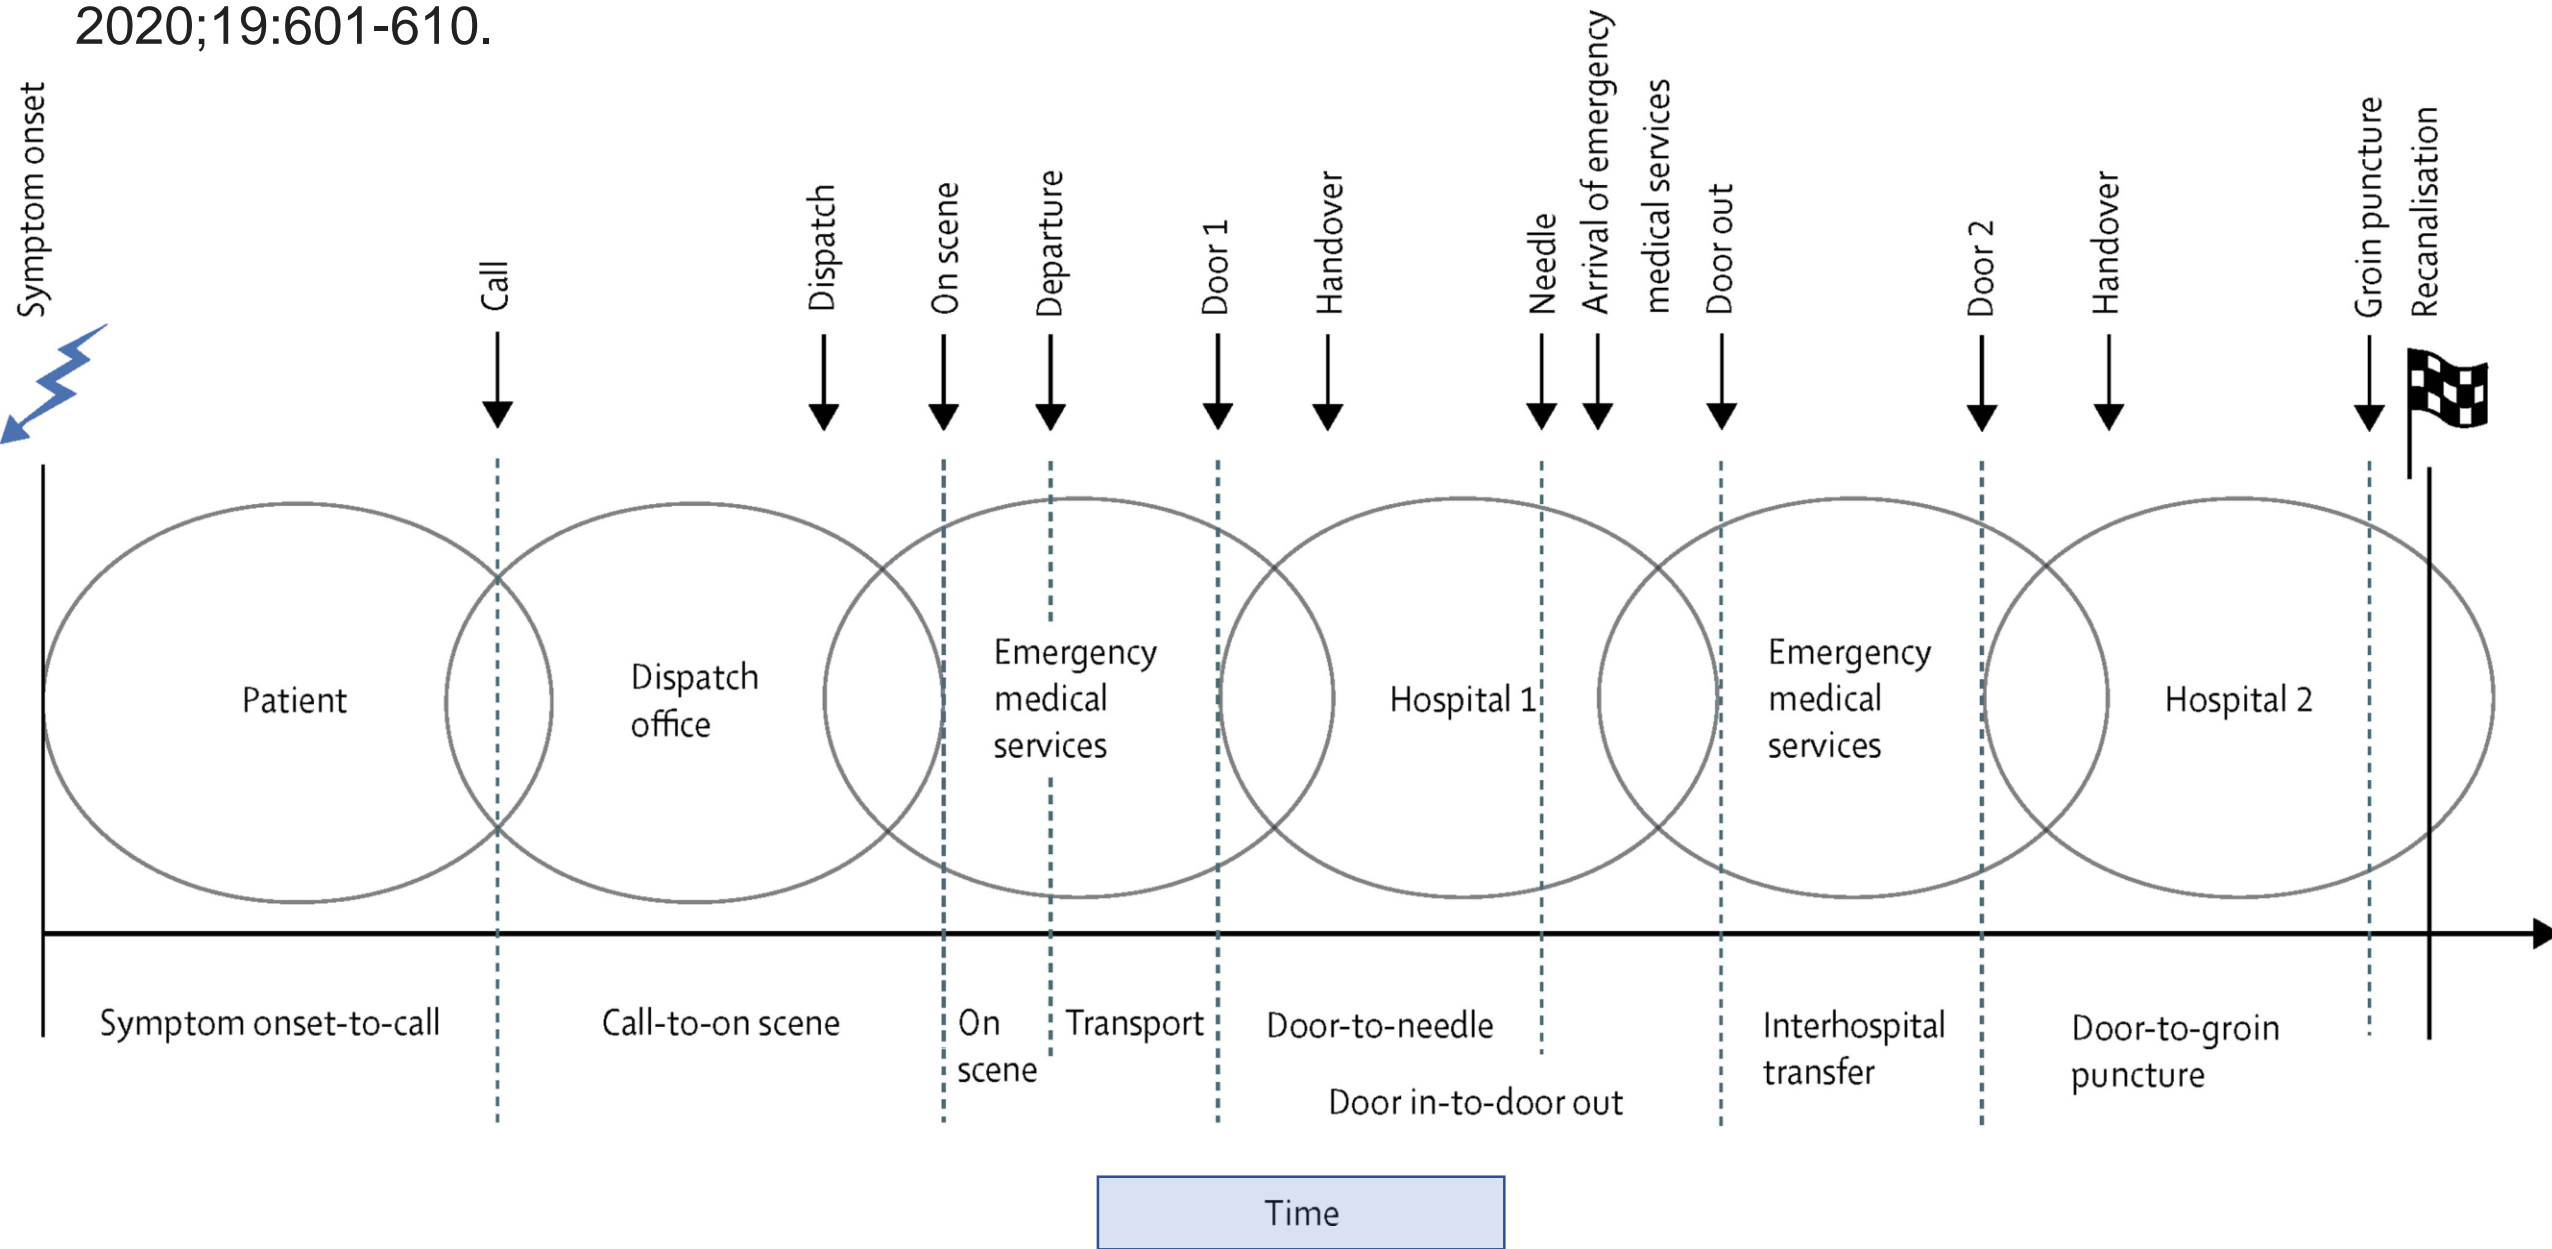 2020;19:601-610.
Symptom onset
Call
Dispatch
On scene
Departure
Door 1
Handover
Needle
Arrival of emergency
medical services
Door out
Door 2
Handover
Groin puncture
Recanalisation
Patient
Dispatch
office
Emergency
medical
services
Hospital 1
Emergency
medical
services
Hospital 2
Symptom onset-to-call
Call-to-on scene
On
scene
Transport
Door-to-needle
Door in-to-door out
Interhospital
transfer
Door-to-groin
puncture
Time